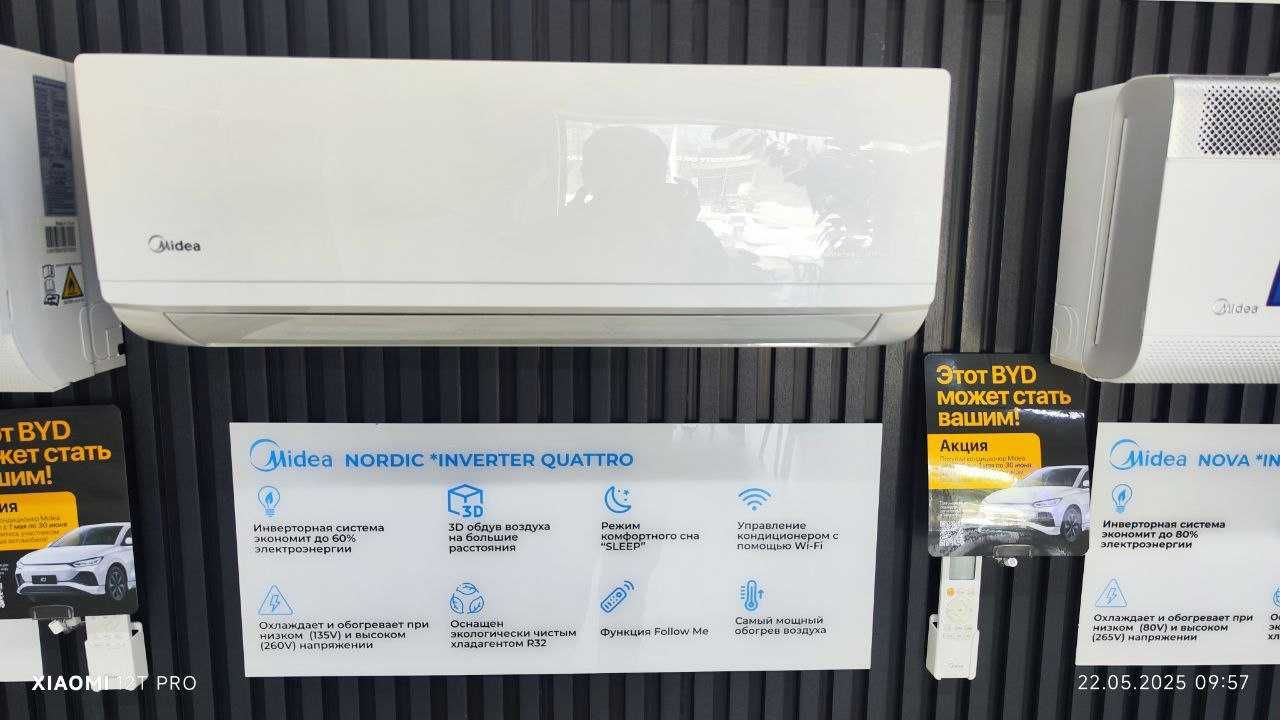 Midea
Midea
от BYD
жет стать
шим!
ия
Midea NORDIC *INVERTER QUATTRO
Инверторная система
экономит до 60%
электроэнергии
3D
3D обдув воздуха
на большие
расстояния
Режим
комфортного сна
“SLEEP”
Управление
кондиционером с
помощью Wi-Fi
Охлаждает и обогревает при
низком (135V) и высоком
(260V) напряжении
Оснащен
экологически чистым
хладагентом R32
Функция Follow Me
Самый мощный
обогрев воздуха
Этот BYD
может стать
вашим!
Акция
Midea NOVA *IN
Инверторная система
экономит до 80%
электроэнергии
Охлаждает и обогревает при
низком (80V) и высоком
(265V) напряжении
XIAOMI 12T PRO
22.05.2025 09:57